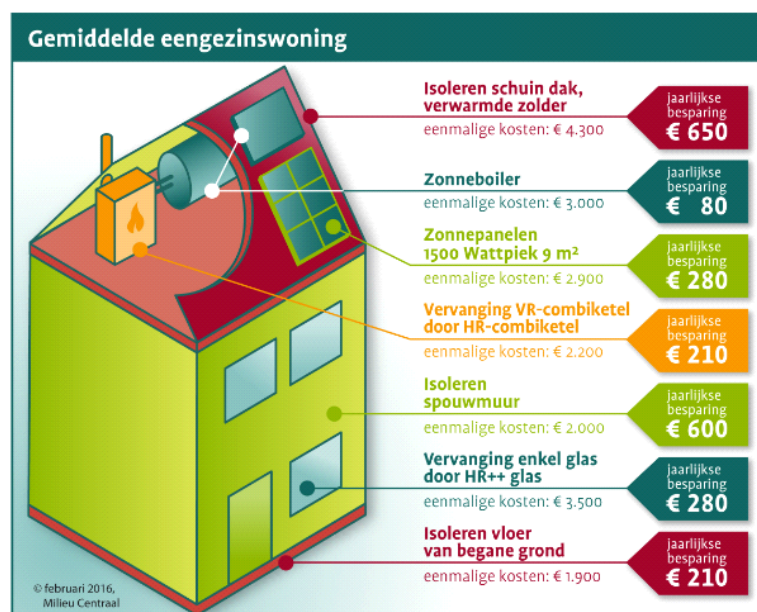 Gemiddelde eengezinswoning
Isoleren schuin dak,
verwarmde zolder
eenmalige kosten: € 4.300
jaarlijkse
besparing
€ 650
Zonneboiler
eenmalige kosten: € 3.000
jaarlijkse
besparing
€ 80
Zonnepanelen
1500 Wattpiek 9 m²
eenmalige kosten: € 2.900
jaarlijkse
besparing
€ 280
Vervanging VR-combiketel
door HR-combiketel
eenmalige kosten: € 2.200
jaarlijkse
besparing
€ 210
Isoleren
spouwmuur
eenmalige kosten: € 2.000
jaarlijkse
besparing
€ 600
Vervanging enkel glas
door HR++ glas
eenmalige kosten: € 3.500
jaarlijkse
besparing
€ 280
Isoleren vloer
van begane grond
eenmalige kosten: € 1.900
jaarlijkse
besparing
€ 210
© februari 2016,
Milieu Centraal